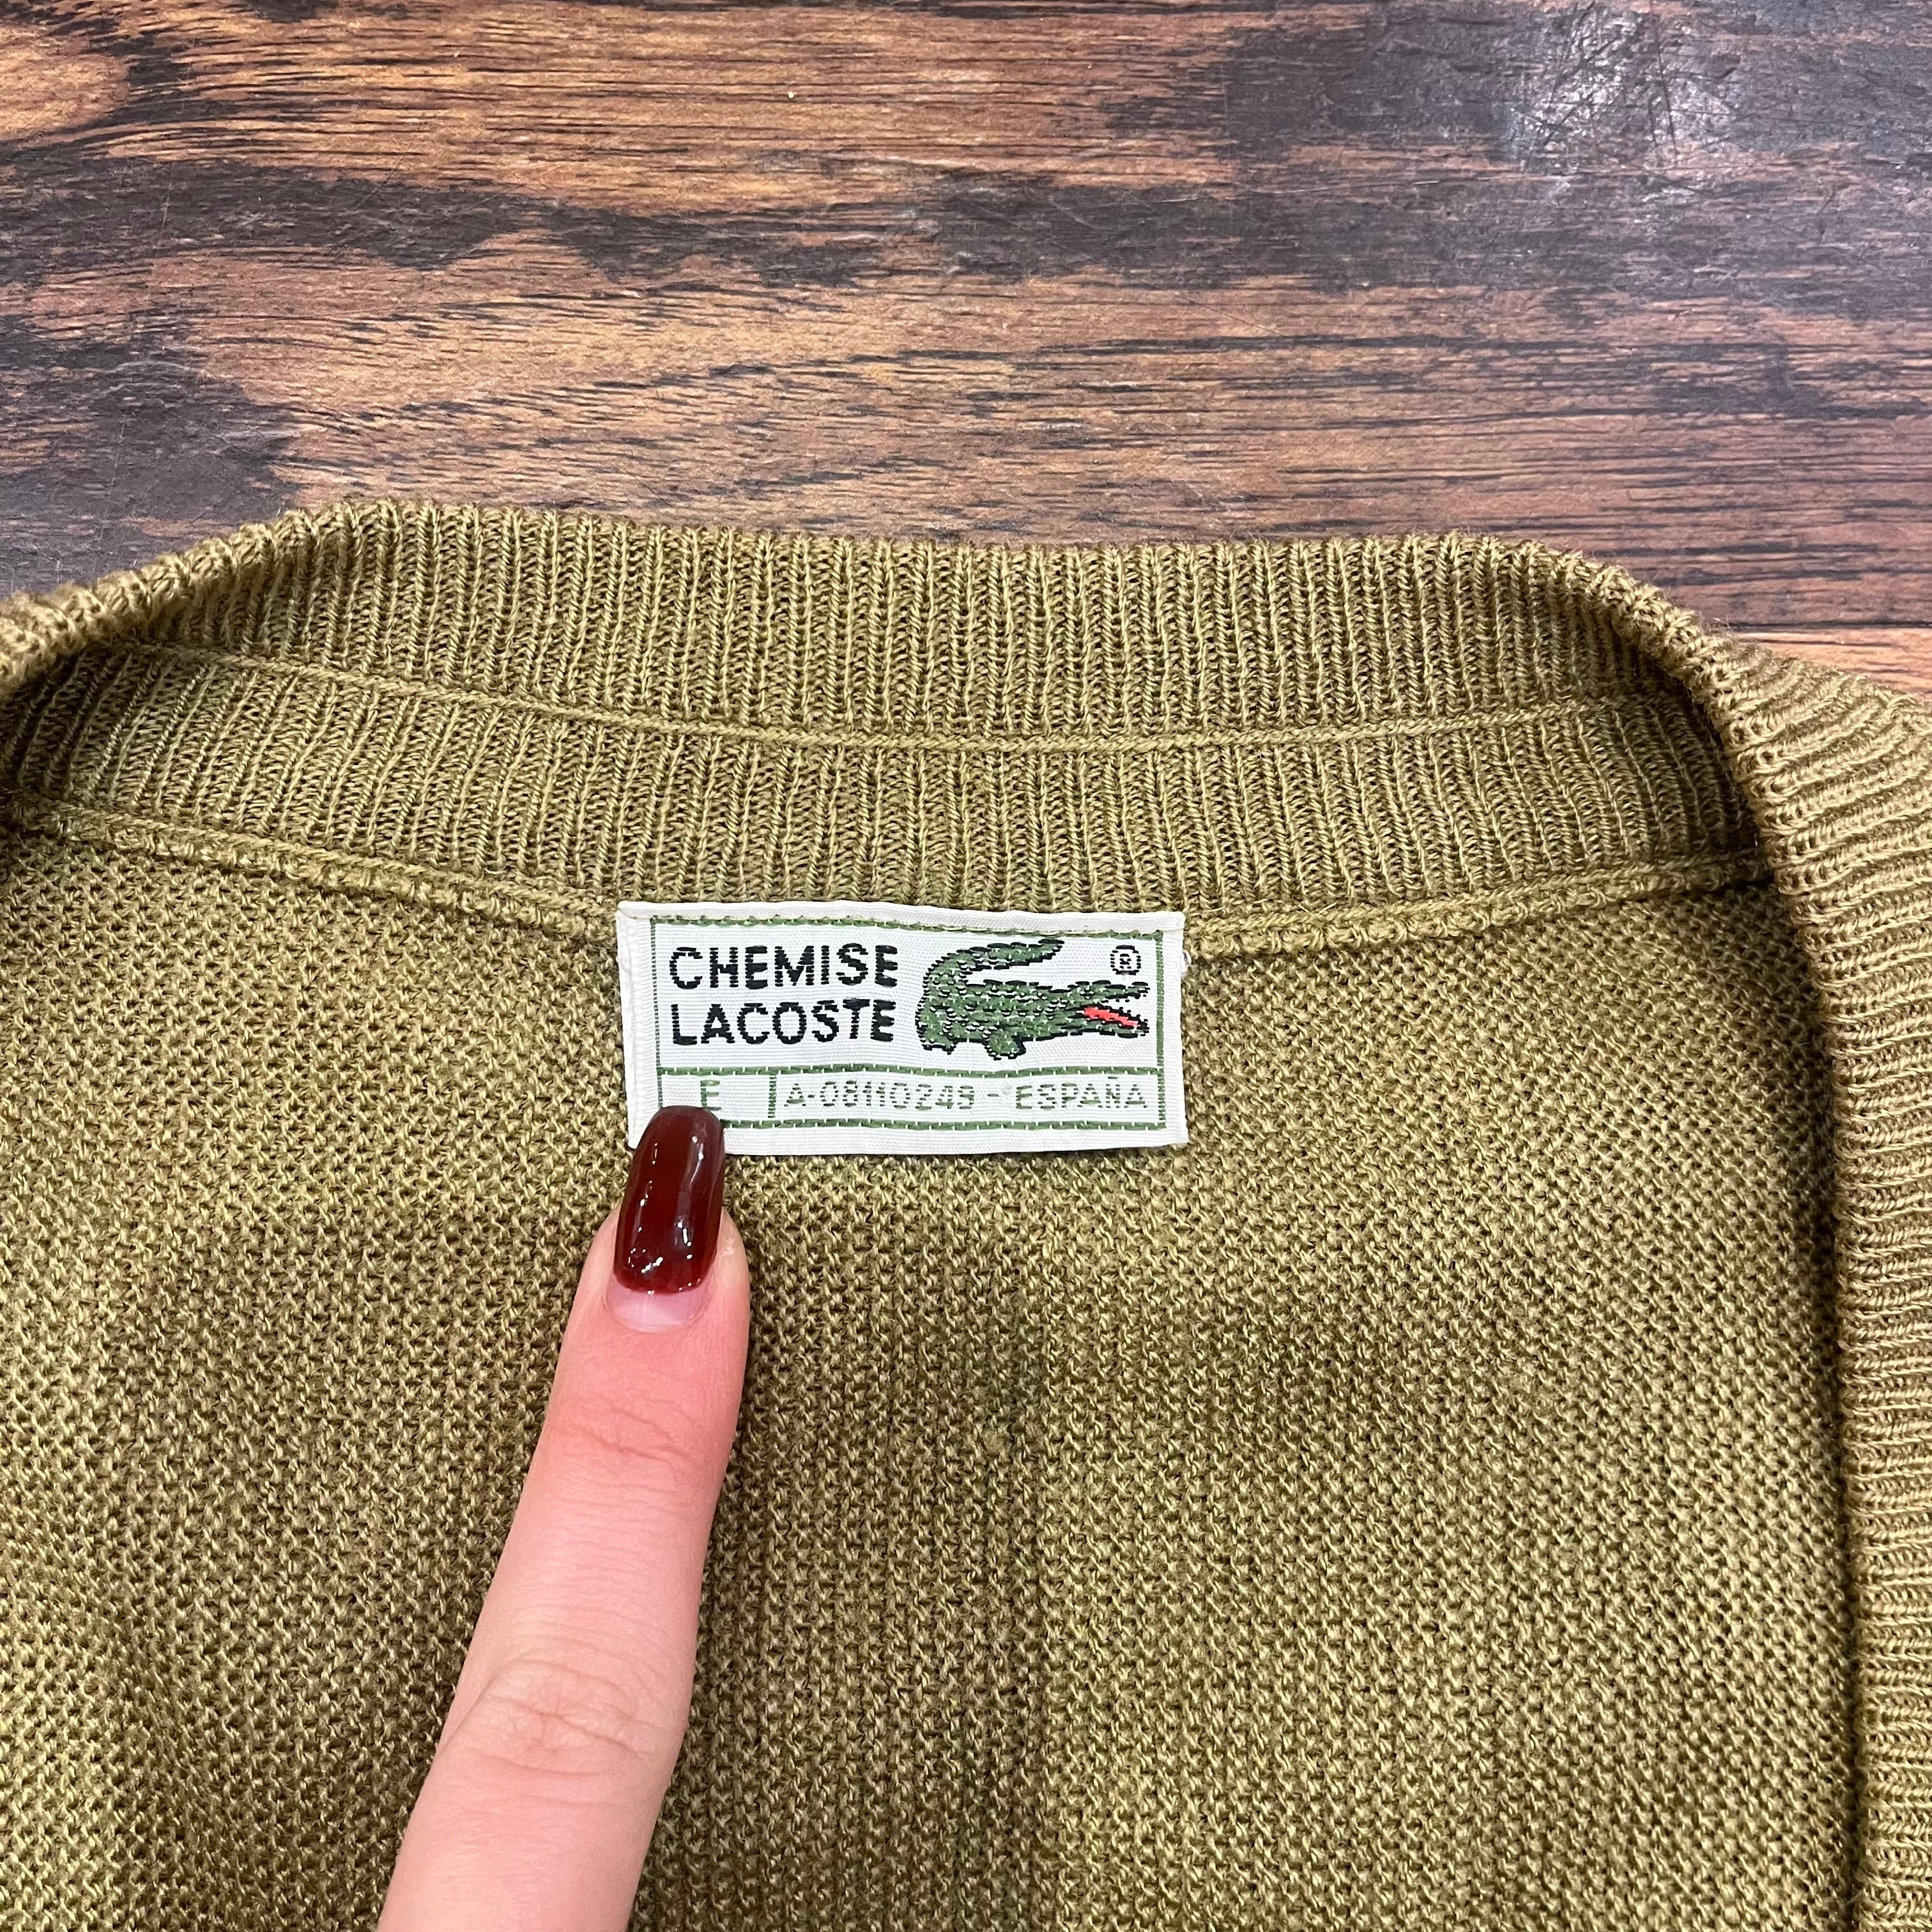 CHEMISE
LACOSTE
®
E A-08110249 - ESPAÑA